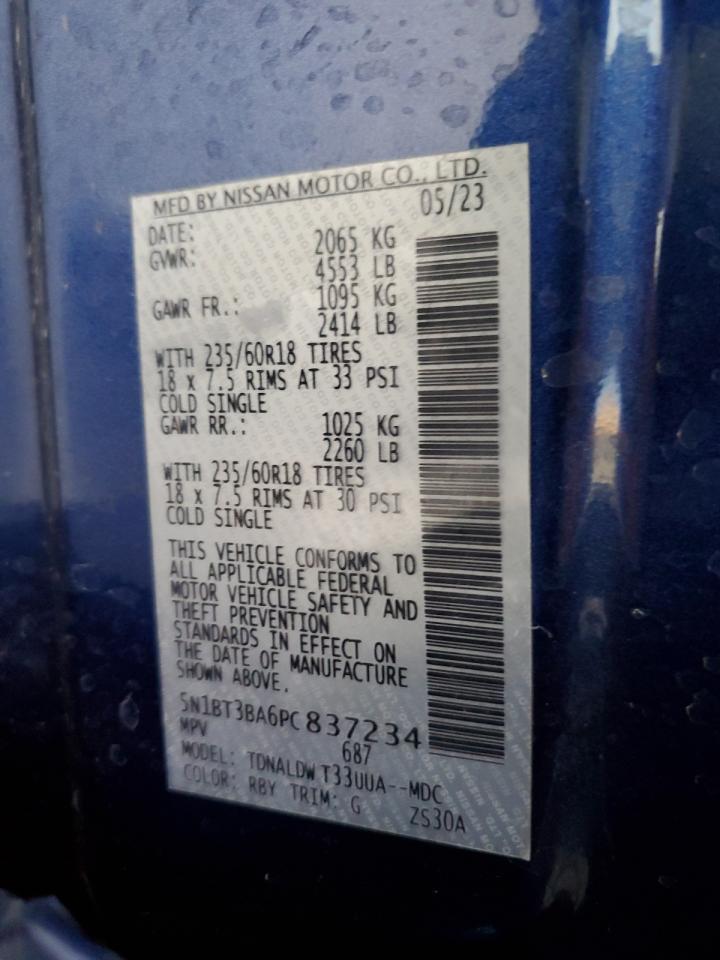 MFD BY NISSAN MOTOR CO., LTD.
DATE: 05/23
GVWR: 2065 KG
4553 LB
GAWR FR.: 1095 KG
2414 LB
WITH 235/60R18 TIRES
18 x 7.5 RIMS AT 33 PSI
COLD SINGLE
GAWR RR.: 1025 KG
2260 LB
WITH 235/60R18 TIRES
18 x 7.5 RIMS AT 30 PSI
COLD SINGLE
THIS VEHICLE CONFORMS TO
ALL APPLICABLE FEDERAL
MOTOR VEHICLE SAFETY AND
THEFT PREVENTION
STANDARDS IN EFFECT ON
THE DATE OF MANUFACTURE
SHOWN ABOVE.
5N1BT3BA6PC837234
MPV 687
MODEL: TDNALDW T33UUA--MDC
COLOR: RBY TRIM: G ZS30A